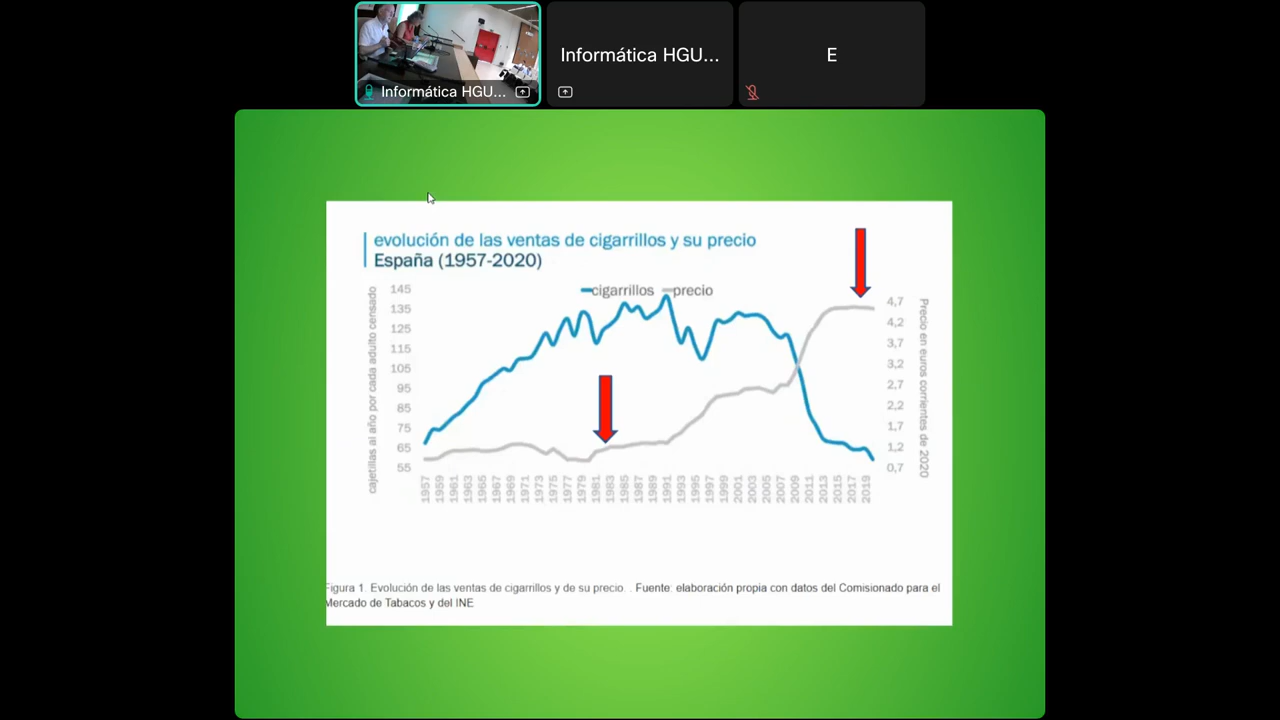 Informática HGU...
Informática HGU...
E
evolución de las ventas de cigarrillos y su precio
España (1957-2020)
cigarrillos precio
cajetillas al año por cada adulto censado
145
135
125
115
105
95
85
75
65
55
4,7
4,2
3,7
3,2
2,7
2,2
1,7
1,2
0,7
Precio en euros corrientes de 2020
1957 1959 1961 1963 1965 1967 1969 1971 1973 1975 1977 1979 1981 1983 1985 1987 1989 1991 1993 1995 1997 1999 2001 2003 2005 2007 2009 2011 2013 2015 2017 2019
Figura 1. Evolución de las ventas de cigarrillos y de su precio. . Fuente: elaboración propia con datos del Comisionado para el
Mercado de Tabacos y del INE